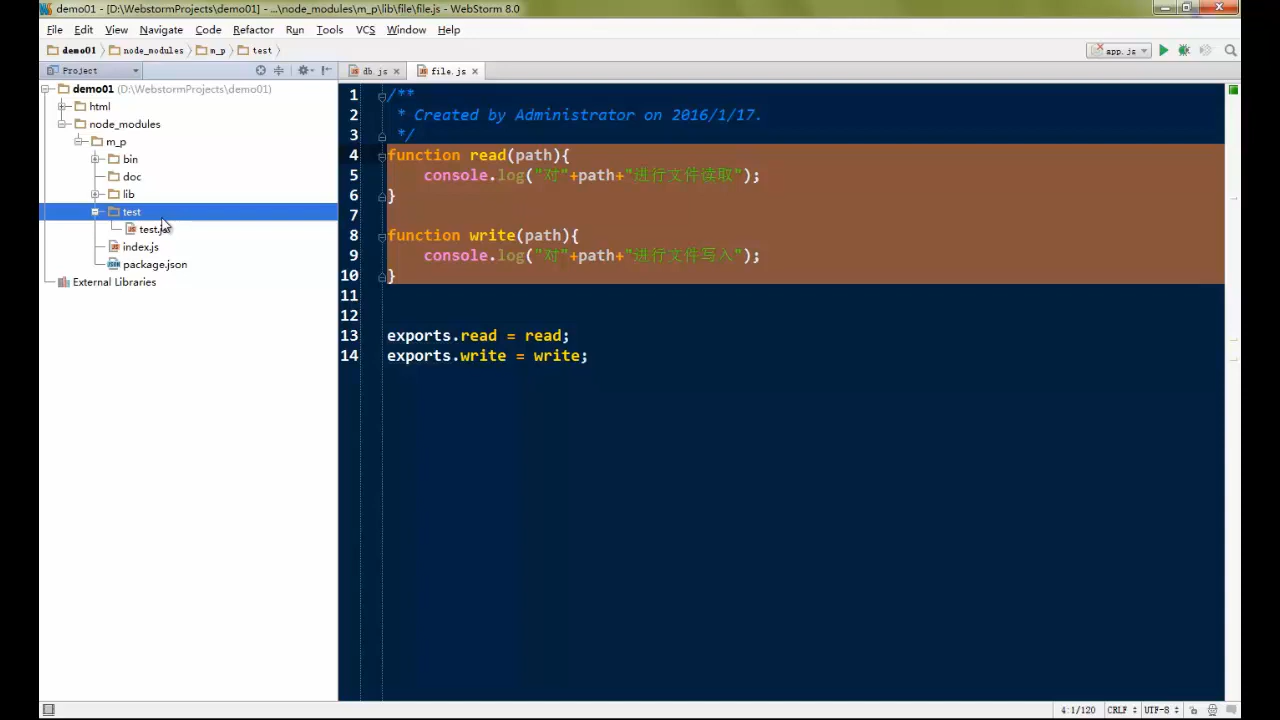 demo01 - [D:\WebstormProjects\demo01] - ...\node_modules\m_p\lib\file\file.js - WebStorm 8.0
File Edit View Navigate Code Refactor Run Tools VCS Window Help
demo01 node_modules m_p test app.js
Project
db.js file.js
demo01 (D:\WebstormProjects\demo01)
html
node_modules
m_p
bin
doc
lib
test
test.js
index.js
package.json
External Libraries
1 /**
2 * Created by Administrator on 2016/1/17.
3 */
4 function read(path){
5 console.log("对"+path+"进行文件读取");
6 }
7
8 function write(path){
9 console.log("对"+path+"进行文件写入");
10 }
11
12
13 exports.read = read;
14 exports.write = write;
4:1/120 CRLF UTF-8